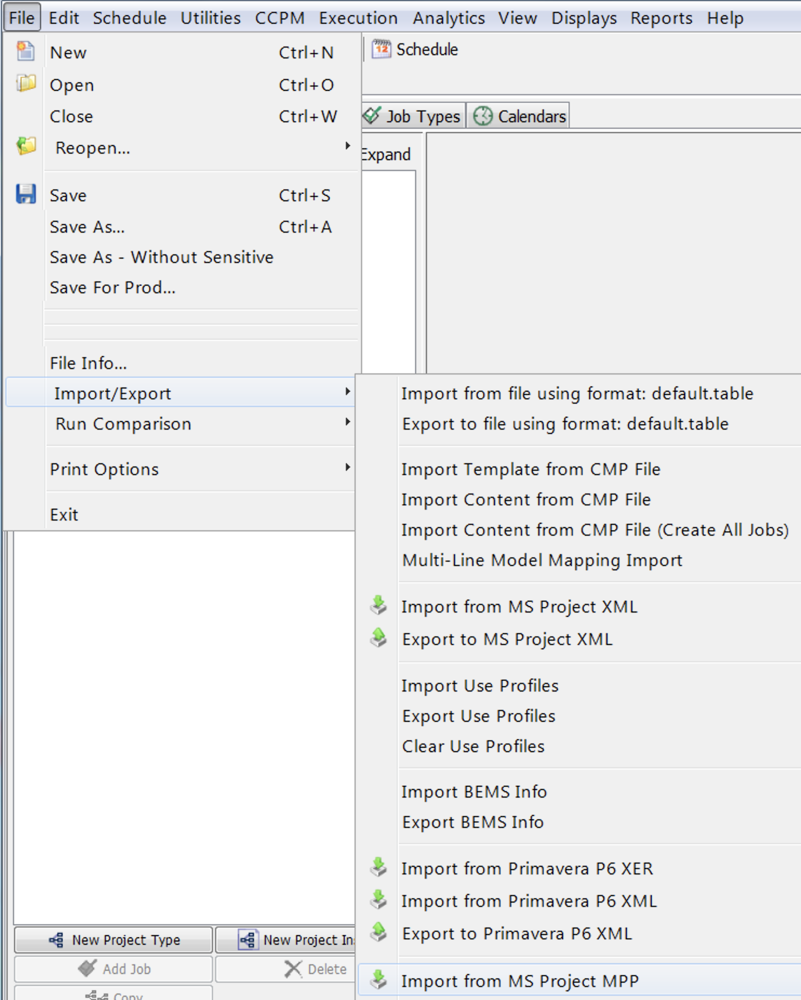 File Edit Schedule Utilities CCPM Execution Analytics View Displays Reports Help
New Ctrl+N
Schedule
12
Open Ctrl+O
Close Ctrl+W
Job Types Calendars
Reopen...
Expand
Save Ctrl+S
Save As... Ctrl+A
Save As - Without Sensitive
Save For Prod...
File Info...
Import/Export
Run Comparison
Print Options
Exit
Import from file using format: default.table
Export to file using format: default.table
Import Template from CMP File
Import Content from CMP File
Import Content from CMP File (Create All Jobs)
Multi-Line Model Mapping Import
Import from MS Project XML
Export to MS Project XML
Import Use Profiles
Export Use Profiles
Clear Use Profiles
Import BEMS Info
Export BEMS Info
Import from Primavera P6 XER
Import from Primavera P6 XML
Export to Primavera P6 XML
Import from MS Project MPP
New Project Type New Project In
Add Job Delete
Copy